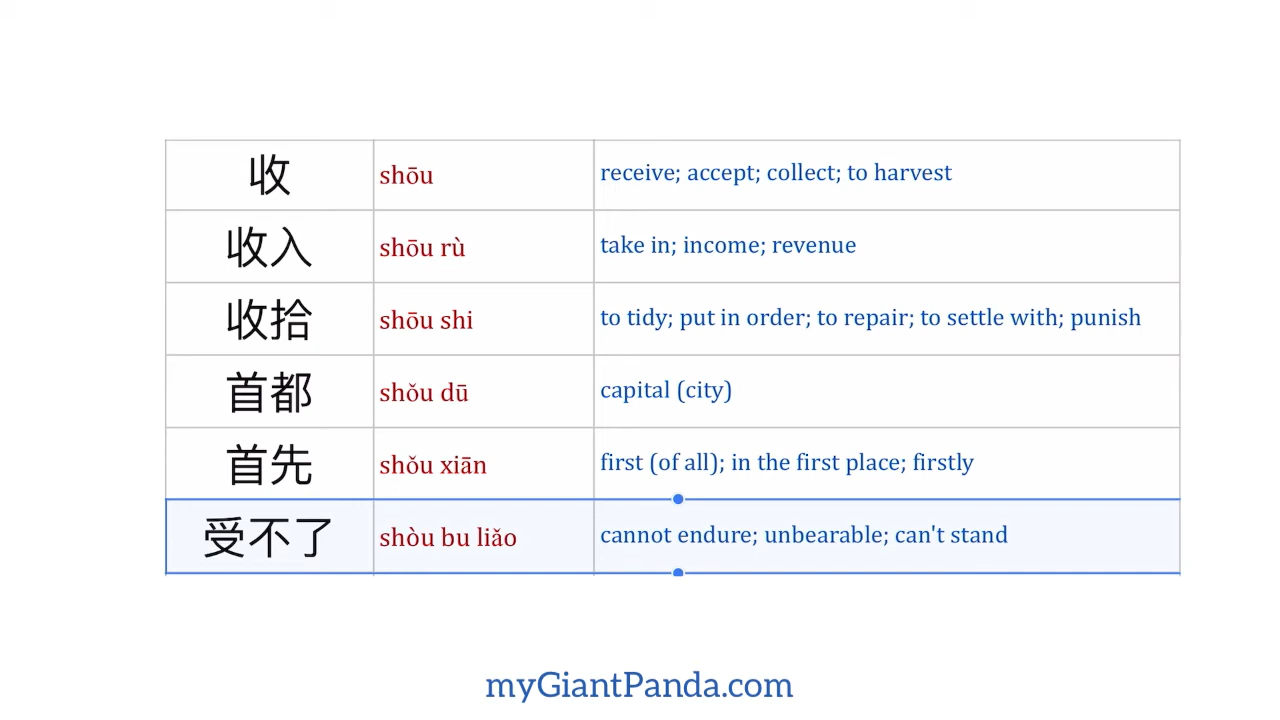 收 shōu receive; accept; collect; to harvest
收入 shōu rù take in; income; revenue
收拾 shōu shi to tidy; put in order; to repair; to settle with; punish
首都 shǒu dū capital (city)
首先 shǒu xiān first (of all); in the first place; firstly
受不了 shòu bu liǎo cannot endure; unbearable; can't stand
myGiantPanda.com